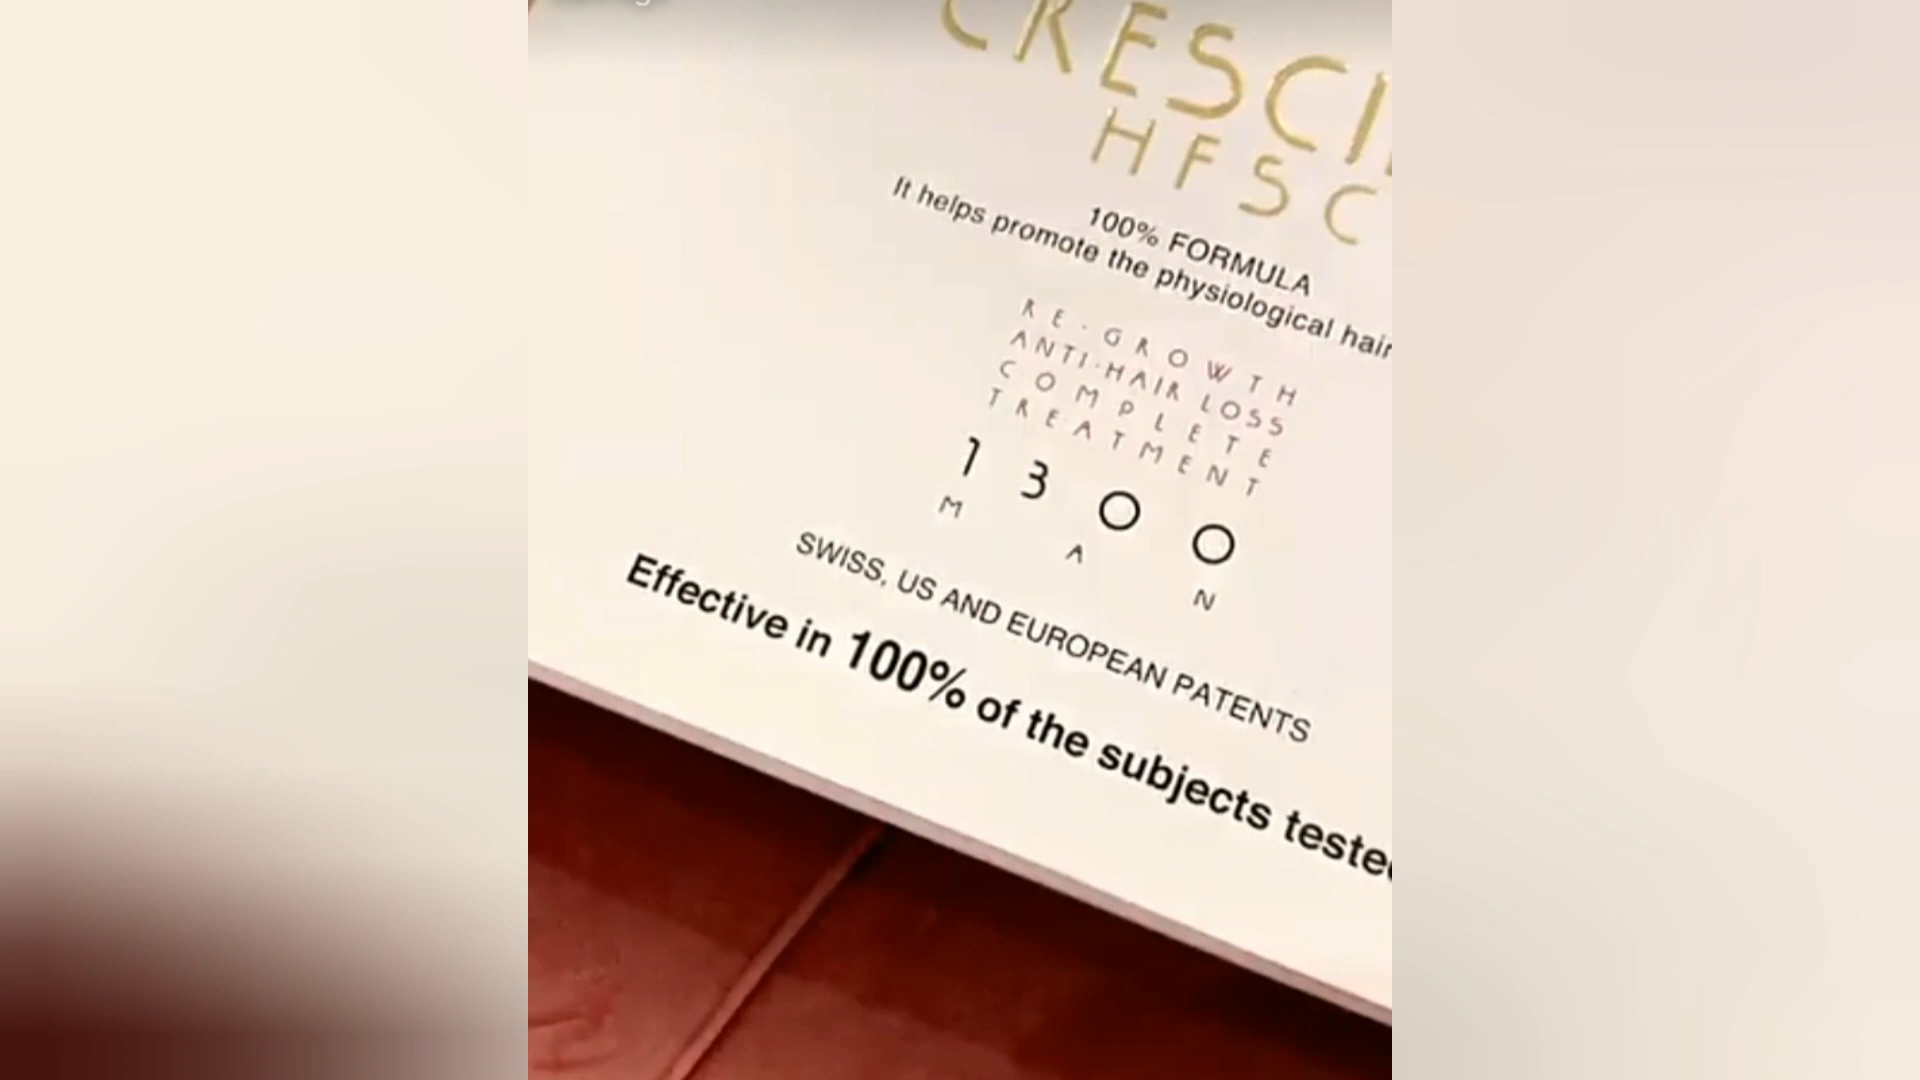 CRESCI
HFSC
100% FORMULA
It helps promote the physiological hair
RE-GROWTH
ANTI-HAIR LOSS
COMPLETE
TREATMENT
1300
MAN
SWISS, US AND EUROPEAN PATENTS
Effective in 100% of the subjects tested